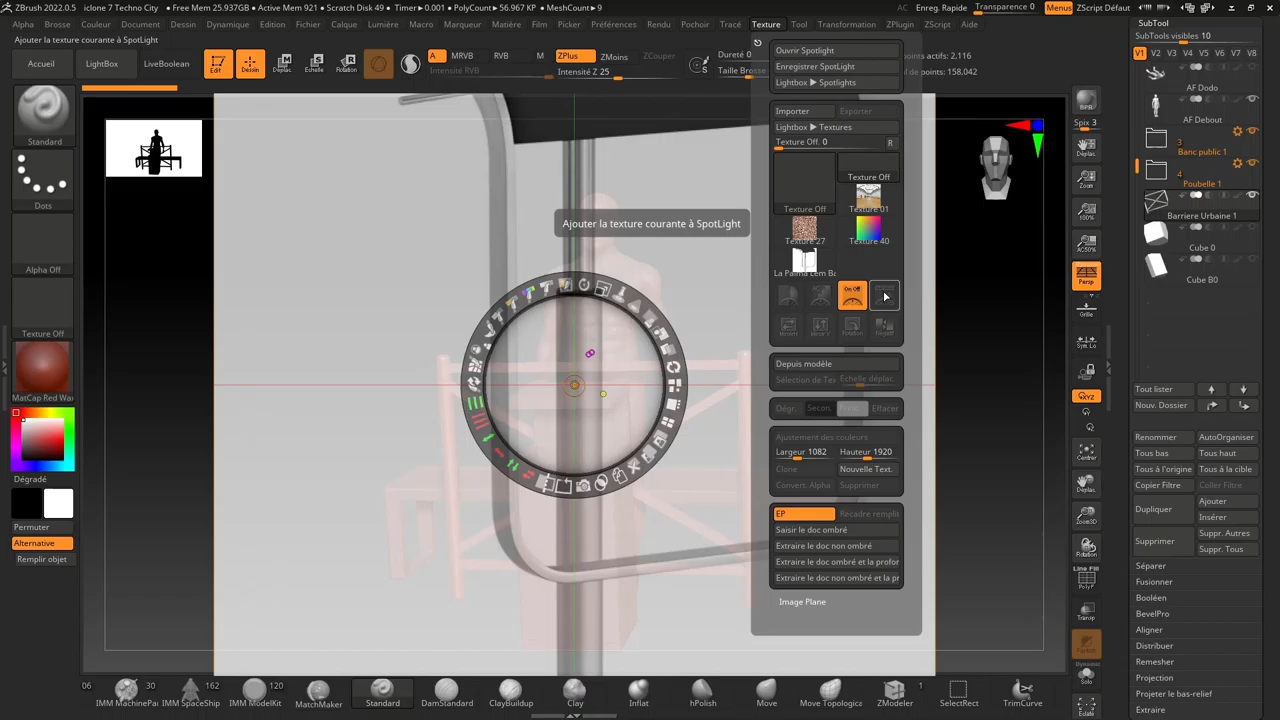 ZBrush 2022.0.5 iclone 7 Techno City • Free Mem 25.937GB • Active Mem 921 • Scratch Disk 49 • Timer▶0.001 • PolyCount▶56.967 KP • MeshCount▶9 AC Enreg. Rapide Transparence 0 Menus ZScript Défaut
Alpha Brosse Couleur Document Dessin Dynamique Edition Fichier Calque Lumière Macro Marqueur Matière Film Picker Préférences Rendu Pochoir Tracé Texture Tool Transformation ZPlugin ZScript Aide
Ajouter la texture courante à SpotLight
Accueil LightBox LiveBoolean
Edit Dessin Déplac. Echelle Rotation
A MRVB RVB M
Intensité RVB
ZPlus ZMoins ZCouper
Intensité Z 25
Dureté 0
Taille Bross
points actifs: 2.116
l de points: 158,042
Standard
Dots
Alpha Off
Texture Off
MatCap Red Wax
Dégradé
Permuter
Alternative
Remplir objet
Ajouter la texture courante à SpotLight
Ouvrir Spotlight
Enregistrer SpotLight
Lightbox ▶ Spotlights
Importer Exporter
Lightbox ▶ Textures
Texture Off. 0 R
Texture Off
Texture Off Texture 01
Texture 27 Texture 40
La Palma Lem Ba
On Off
Rotation Négatif
Depuis modèle
Sélection de Tex Echelle déplac.
Dégr. Secon. Princ. Effacer
Ajustement des couleurs
Largeur 1082 Hauteur 1920
Clone Nouvelle Text.
Convert. Alpha Supprimer
EP Recadre rempli
Saisir le doc ombré
Extraire le doc non ombré
Extraire le doc ombré et la profor
Extraire le doc non ombré et la pr
Image Plane
BPR
Spix 3
Déplac.
Zoom
100%
AC50%
Persp
Grille
Sym.Lo
XYZ
Centrer
Déplac.
Zoom3D
Rotation
Line Fill
PolyF
Transp
Dynamic
Solo
Eclaté
SubTool
SubTools visibles 10
V1 V2 V3 V4 V5 V6 V7 V8
AF Dodo
AF Debout
3
Banc public 1
4
Poubelle 1
Barriere Urbaine 1
Cube 0
Cube B0
Tout lister
Nouv. Dossier
Renommer AutoOrganiser
Tous bas Tous haut
Tous à l'origine Tous à la cible
Copier Filtre Coller Filtre
Dupliquer Ajouter
Insérer
Supprimer Suppr. Autres
Suppr. Tous
Séparer
Fusionner
Booléen
BevelPro
Aligner
Distribuer
Remesher
Projection
Projeter le bas-relief
Extraire
06 30 162 120 1
IMM MachinePar IMM SpaceShip IMM ModelKit MatchMaker Standard DamStandard ClayBuildup Clay Inflat hPolish Move Move Topologica ZModeler SelectRect TrimCurve